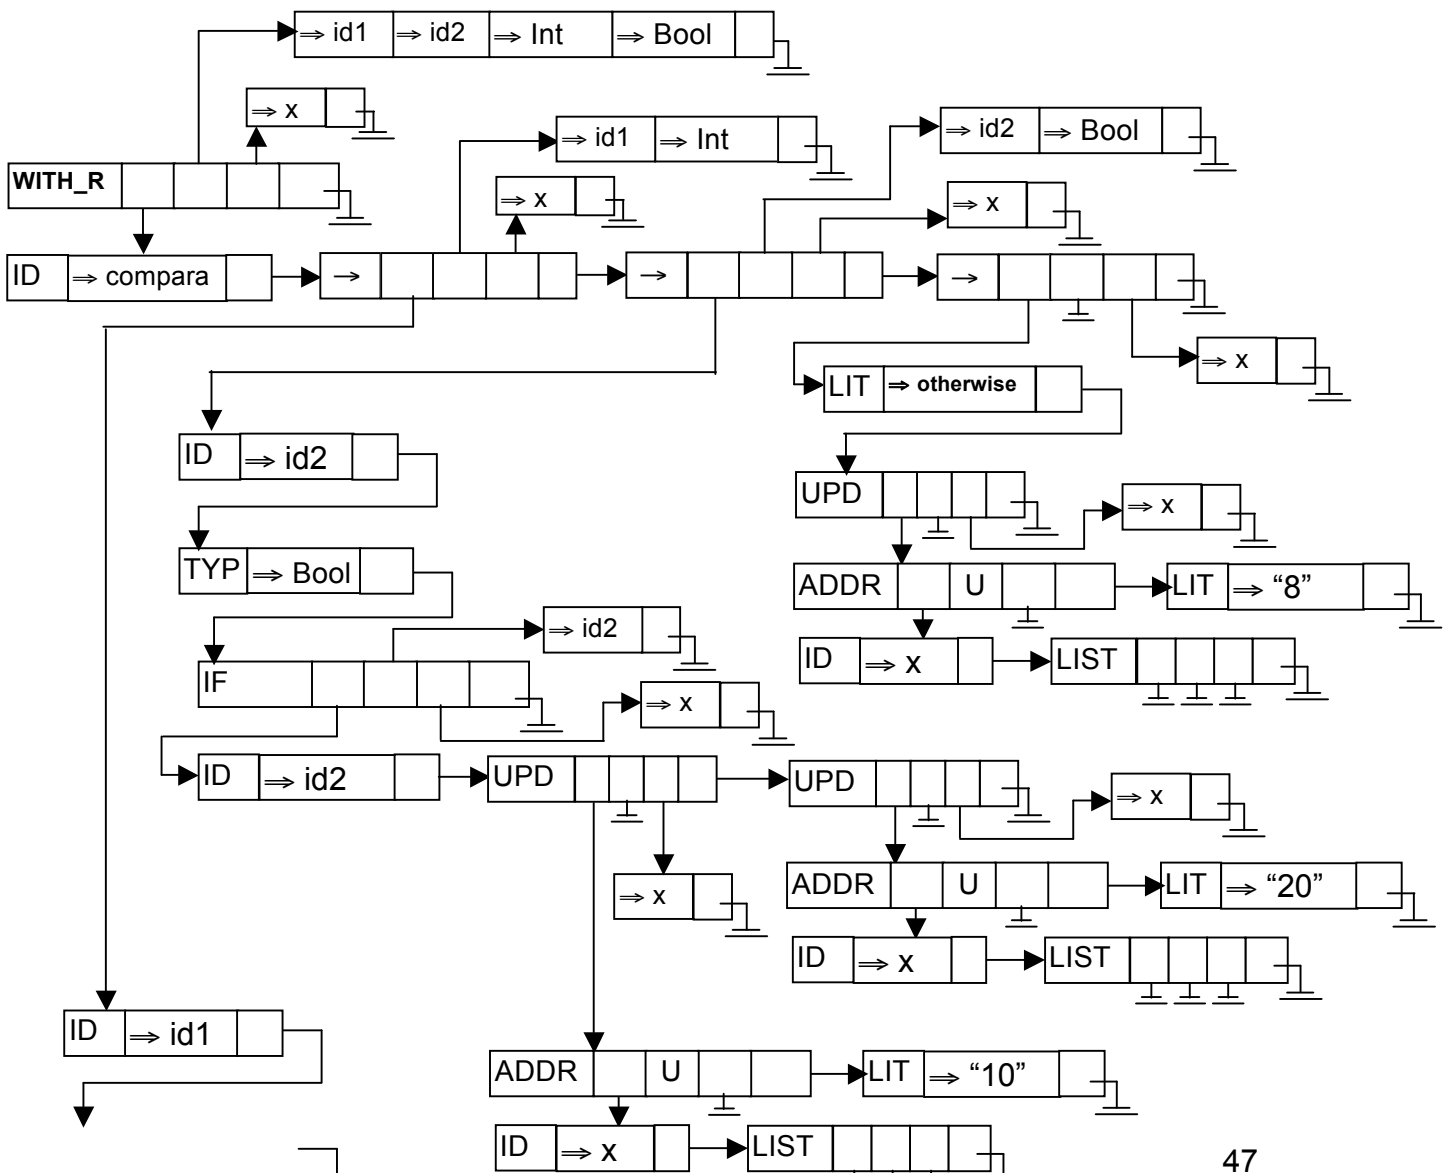 ⇒ id1 ⇒ id2 ⇒ Int ⇒ Bool
⇒ x
⇒ id1 ⇒ Int
⇒ id2 ⇒ Bool
WITH_R
⇒ x
⇒ x
ID ⇒ compara → → →
⇒ x
LIT ⇒ otherwise
ID ⇒ id2
UPD
⇒ x
TYP ⇒ Bool
ADDR U LIT ⇒ “8”
⇒ id2
ID ⇒ x LIST
IF
⇒ x
ID ⇒ id2 UPD UPD
⇒ x
⇒ x
ADDR U LIT ⇒ “20”
ID ⇒ x LIST
ID ⇒ id1
ADDR U LIT ⇒ “10”
ID ⇒ x LIST
47